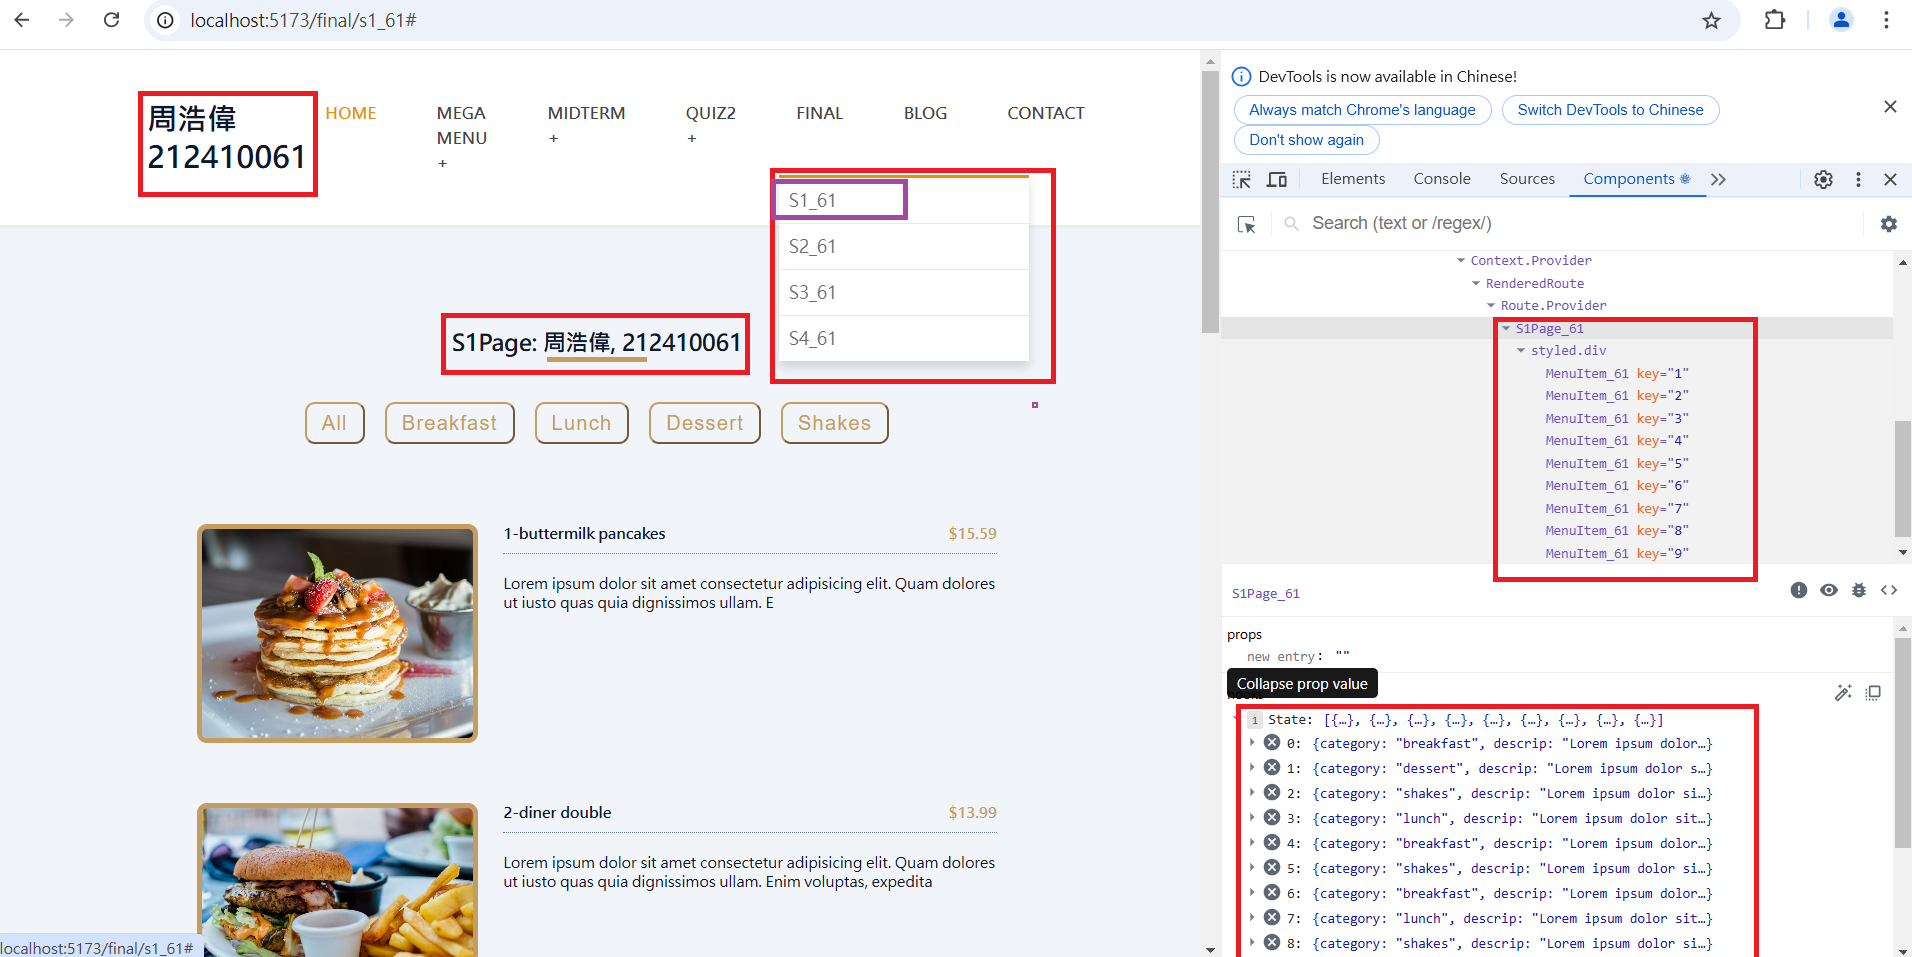 localhost:5173/final/s1_61#
周浩偉
212410061
HOME
MEGA
MENU
+
MIDTERM
+
QUIZ2
+
FINAL
BLOG
CONTACT
S1_61
S2_61
S3_61
S4_61
S1Page: 周浩偉, 212410061
All
Breakfast
Lunch
Dessert
Shakes
1-buttermilk pancakes
$15.59
Lorem ipsum dolor sit amet consectetur adipisicing elit. Quam dolores
ut iusto quas quia dignissimos ullam. E
2-diner double
$13.99
Lorem ipsum dolor sit amet consectetur adipisicing elit. Quam dolores
ut iusto quas quia dignissimos ullam. Enim voluptas, expedita
localhost:5173/final/s1_61#
DevTools is now available in Chinese!
Always match Chrome's language
Switch DevTools to Chinese
Don't show again
Elements
Console
Sources
Components
Search (text or /regex/)
Context.Provider
RenderedRoute
Route.Provider
S1Page_61
styled.div
MenuItem_61 key="1"
MenuItem_61 key="2"
MenuItem_61 key="3"
MenuItem_61 key="4"
MenuItem_61 key="5"
MenuItem_61 key="6"
MenuItem_61 key="7"
MenuItem_61 key="8"
MenuItem_61 key="9"
S1Page_61
props
new entry: ""
Collapse prop value
1 State: [{…}, {…}, {…}, {…}, {…}, {…}, {…}, {…}, {…}]
0: {category: "breakfast", descrip: "Lorem ipsum dolor…}
1: {category: "dessert", descrip: "Lorem ipsum dolor s…}
2: {category: "shakes", descrip: "Lorem ipsum dolor si…}
3: {category: "lunch", descrip: "Lorem ipsum dolor sit…}
4: {category: "breakfast", descrip: "Lorem ipsum dolor…}
5: {category: "shakes", descrip: "Lorem ipsum dolor si…}
6: {category: "breakfast", descrip: "Lorem ipsum dolor…}
7: {category: "lunch", descrip: "Lorem ipsum dolor sit…}
8: {category: "shakes", descrip: "Lorem ipsum dolor si…}